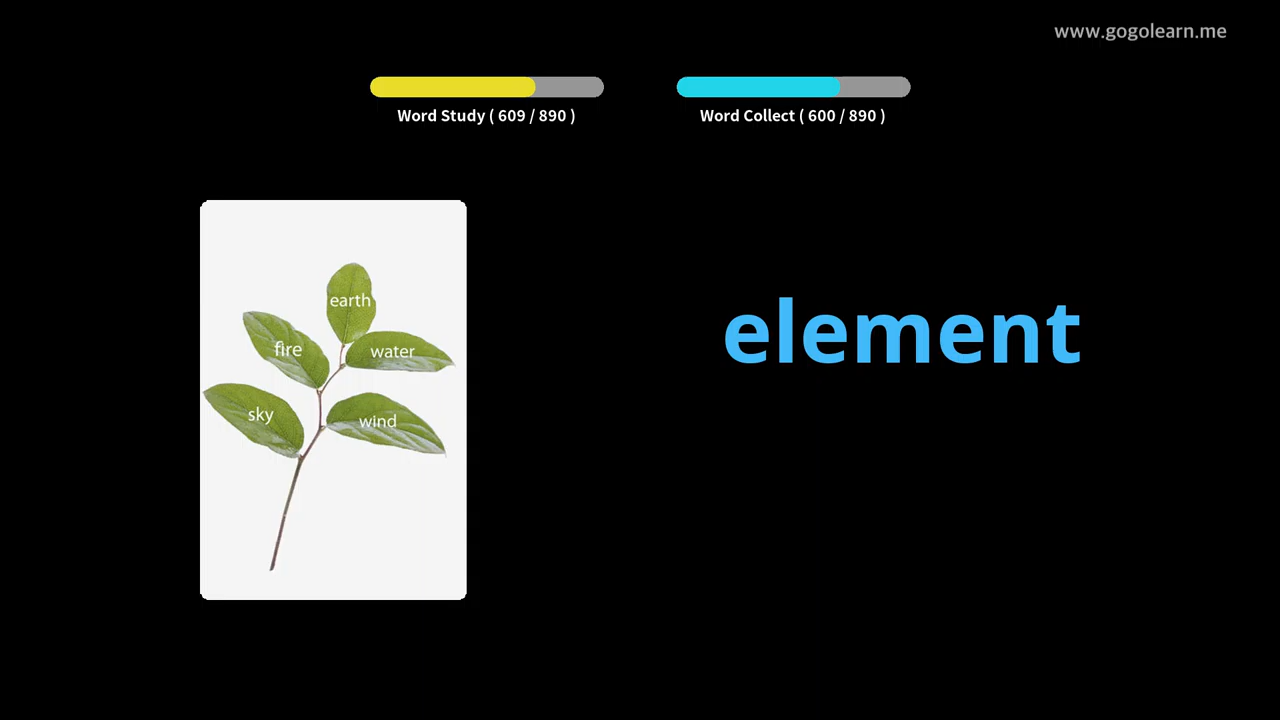 www.gogolearn.me
Word Study ( 609 / 890 )
Word Collect ( 600 / 890 )
earth
fire
water
sky
wind
element